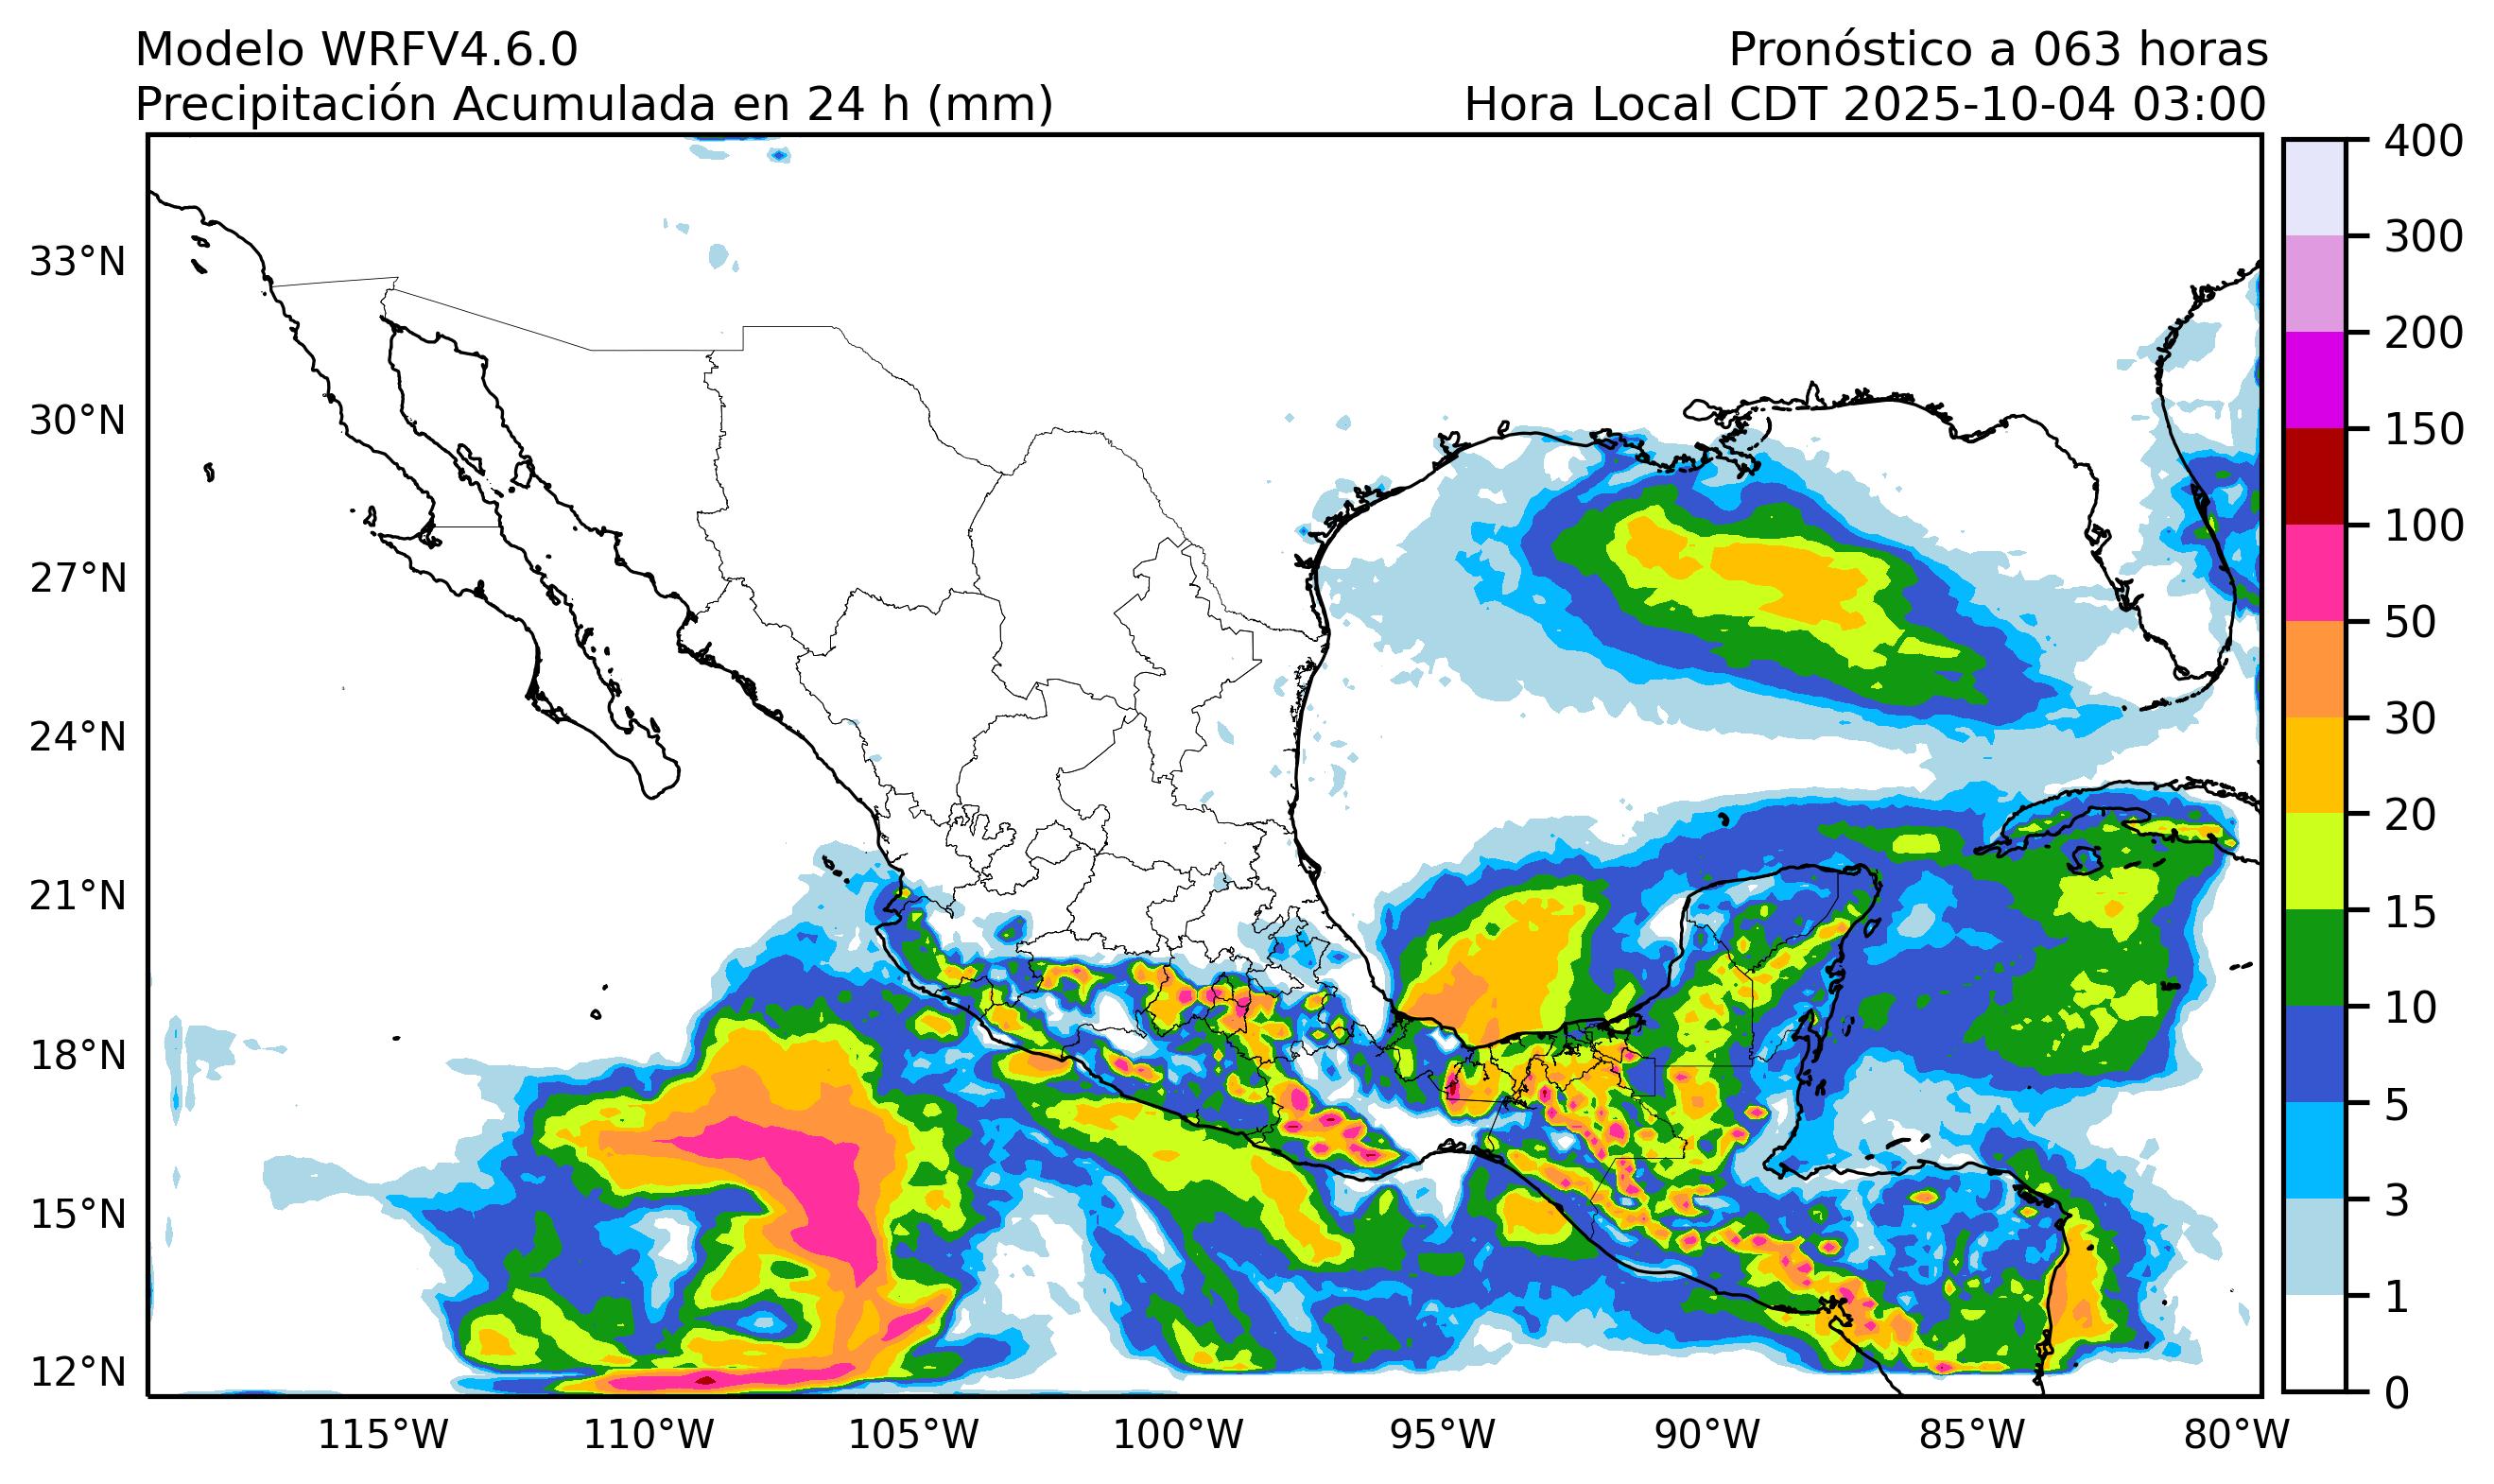 Modelo WRFV4.6.0
Pronóstico a 063 horas
Precipitación Acumulada en 24 h (mm)
Hora Local CDT 2025-10-04 03:00
400
300
200
150
100
50
30
20
15
10
5
3
1
0
33°N
30°N
27°N
24°N
21°N
18°N
15°N
12°N
115°W
110°W
105°W
100°W
95°W
90°W
85°W
80°W